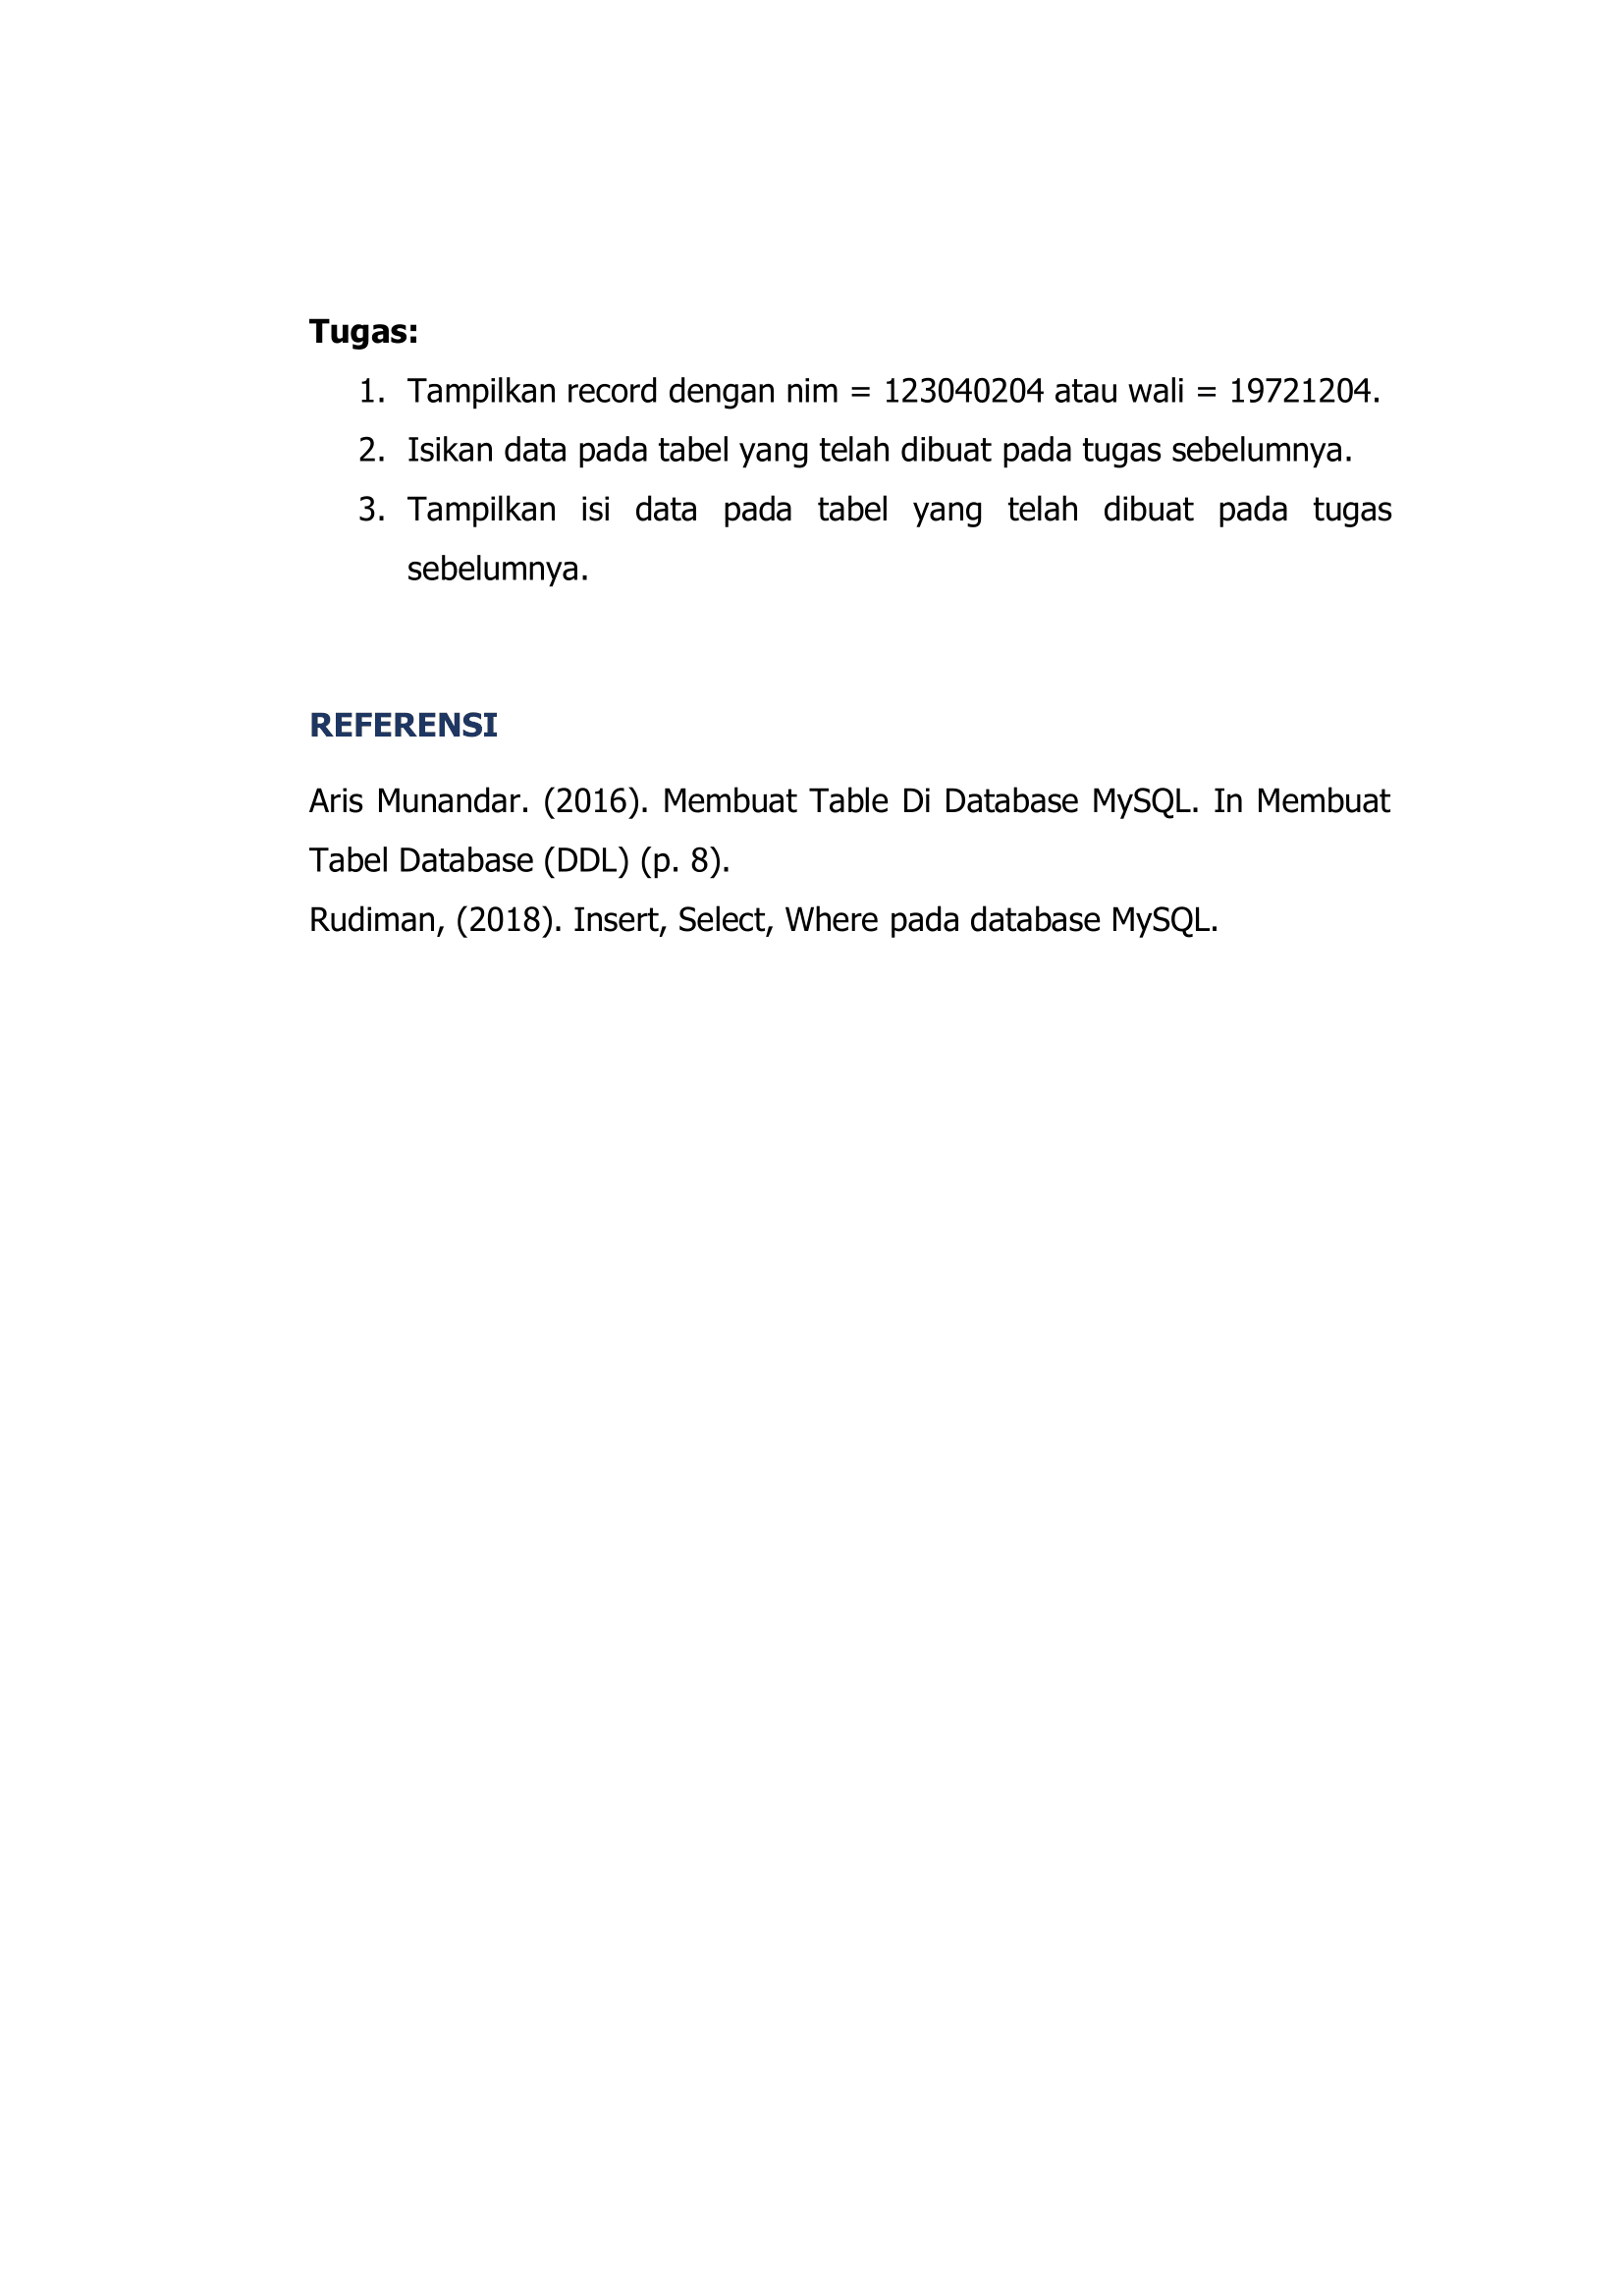 Tugas:
1. Tampilkan record dengan nim = 123040204 atau wali = 19721204.
2. Isikan data pada tabel yang telah dibuat pada tugas sebelumnya.
3. Tampilkan isi data pada tabel yang telah dibuat pada tugas
sebelumnya.
REFERENSI
Aris Munandar. (2016). Membuat Table Di Database MySQL. In Membuat
Tabel Database (DDL) (p. 8).
Rudiman, (2018). Insert, Select, Where pada database MySQL.